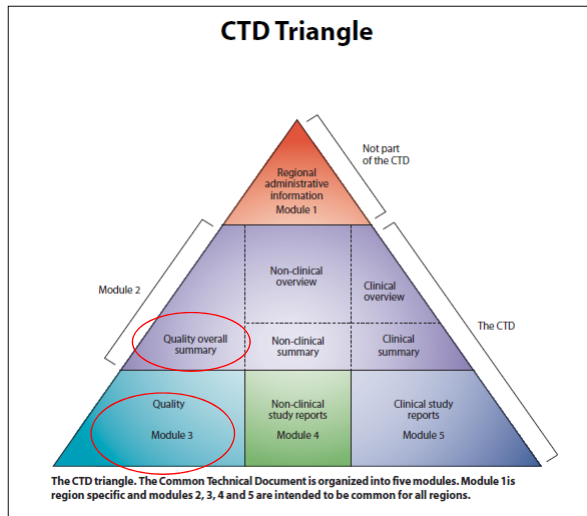 CTD Triangle
Not part
of the CTD
Regional
administrative
information
Module 1
Module 2
Non-clinical
overview
Clinical
overview
The CTD
Quality overall
summary
Non-clinical
summary
Clinical
summary
Quality
Module 3
Non-clinical
study reports
Module 4
Clinical study
reports
Module 5
The CTD triangle. The Common Technical Document is organized into five modules. Module 1 is
region specific and modules 2, 3, 4 and 5 are intended to be common for all regions.